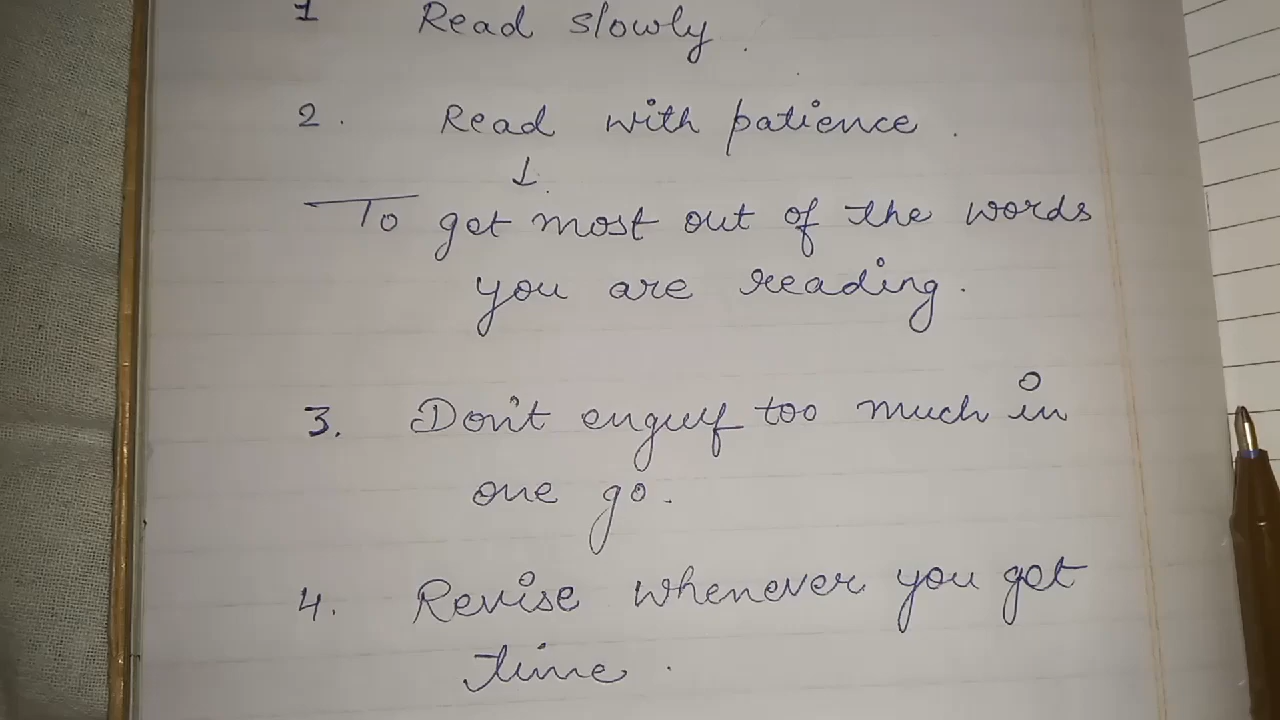 1 Read slowly.
2. Read with patience.
↓
To get most out of the words
you are reading.
3. Don't enguf too much in
one go.
4. Revise whenever you get
time.